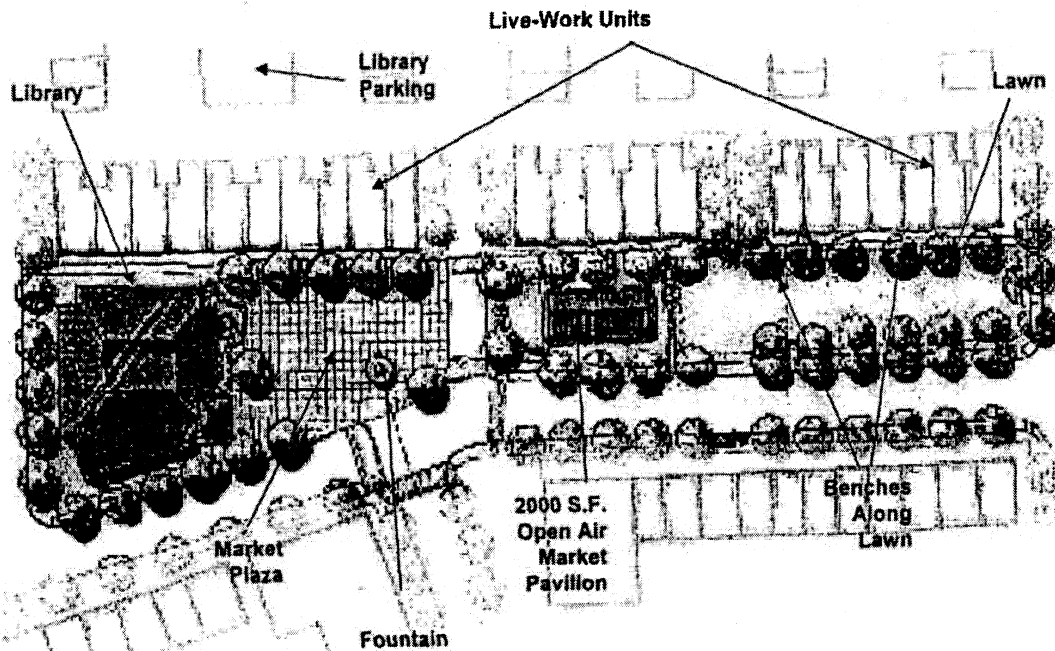 Live-Work Units
Library
Parking
Library
Lawn
2000 S.F.
Open Air
Market
Pavilion
Benches
Along
Lawn
Market
Plaza
Fountain